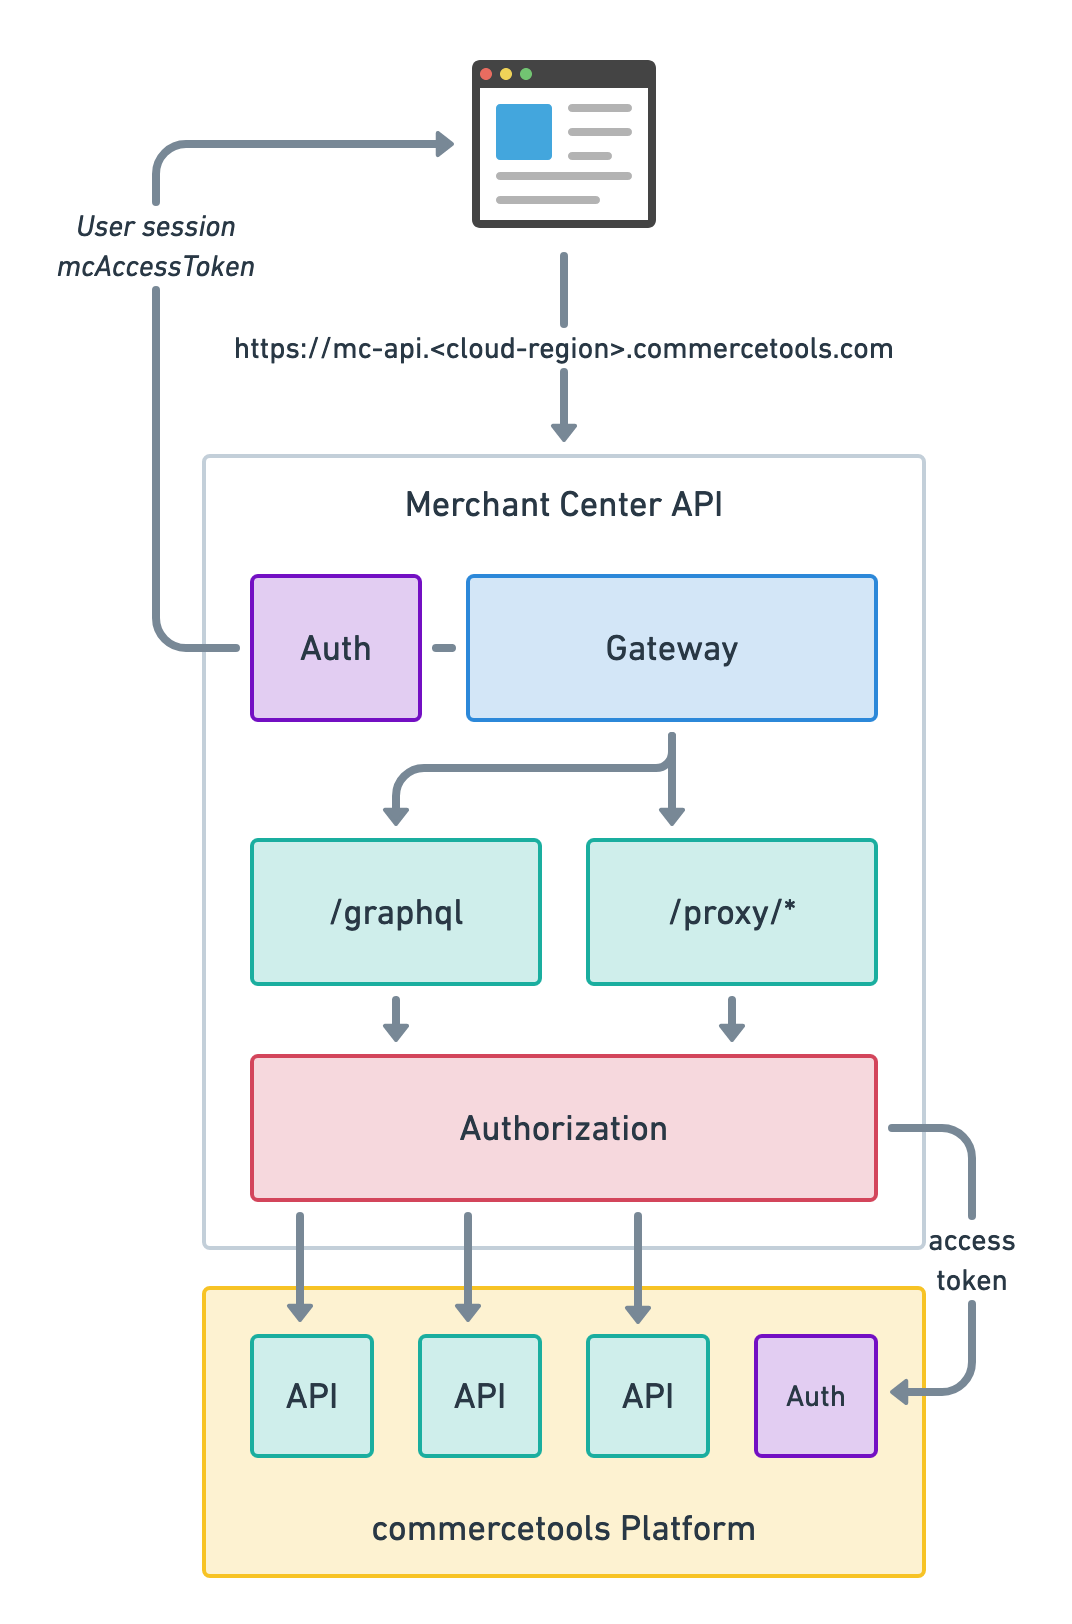 User session
mcAccessToken
https://mc-api.<cloud-region>.commercetools.com
Merchant Center API
Auth
Gateway
/graphql
/proxy/*
Authorization
access
token
API
API
API
Auth
commercetools Platform